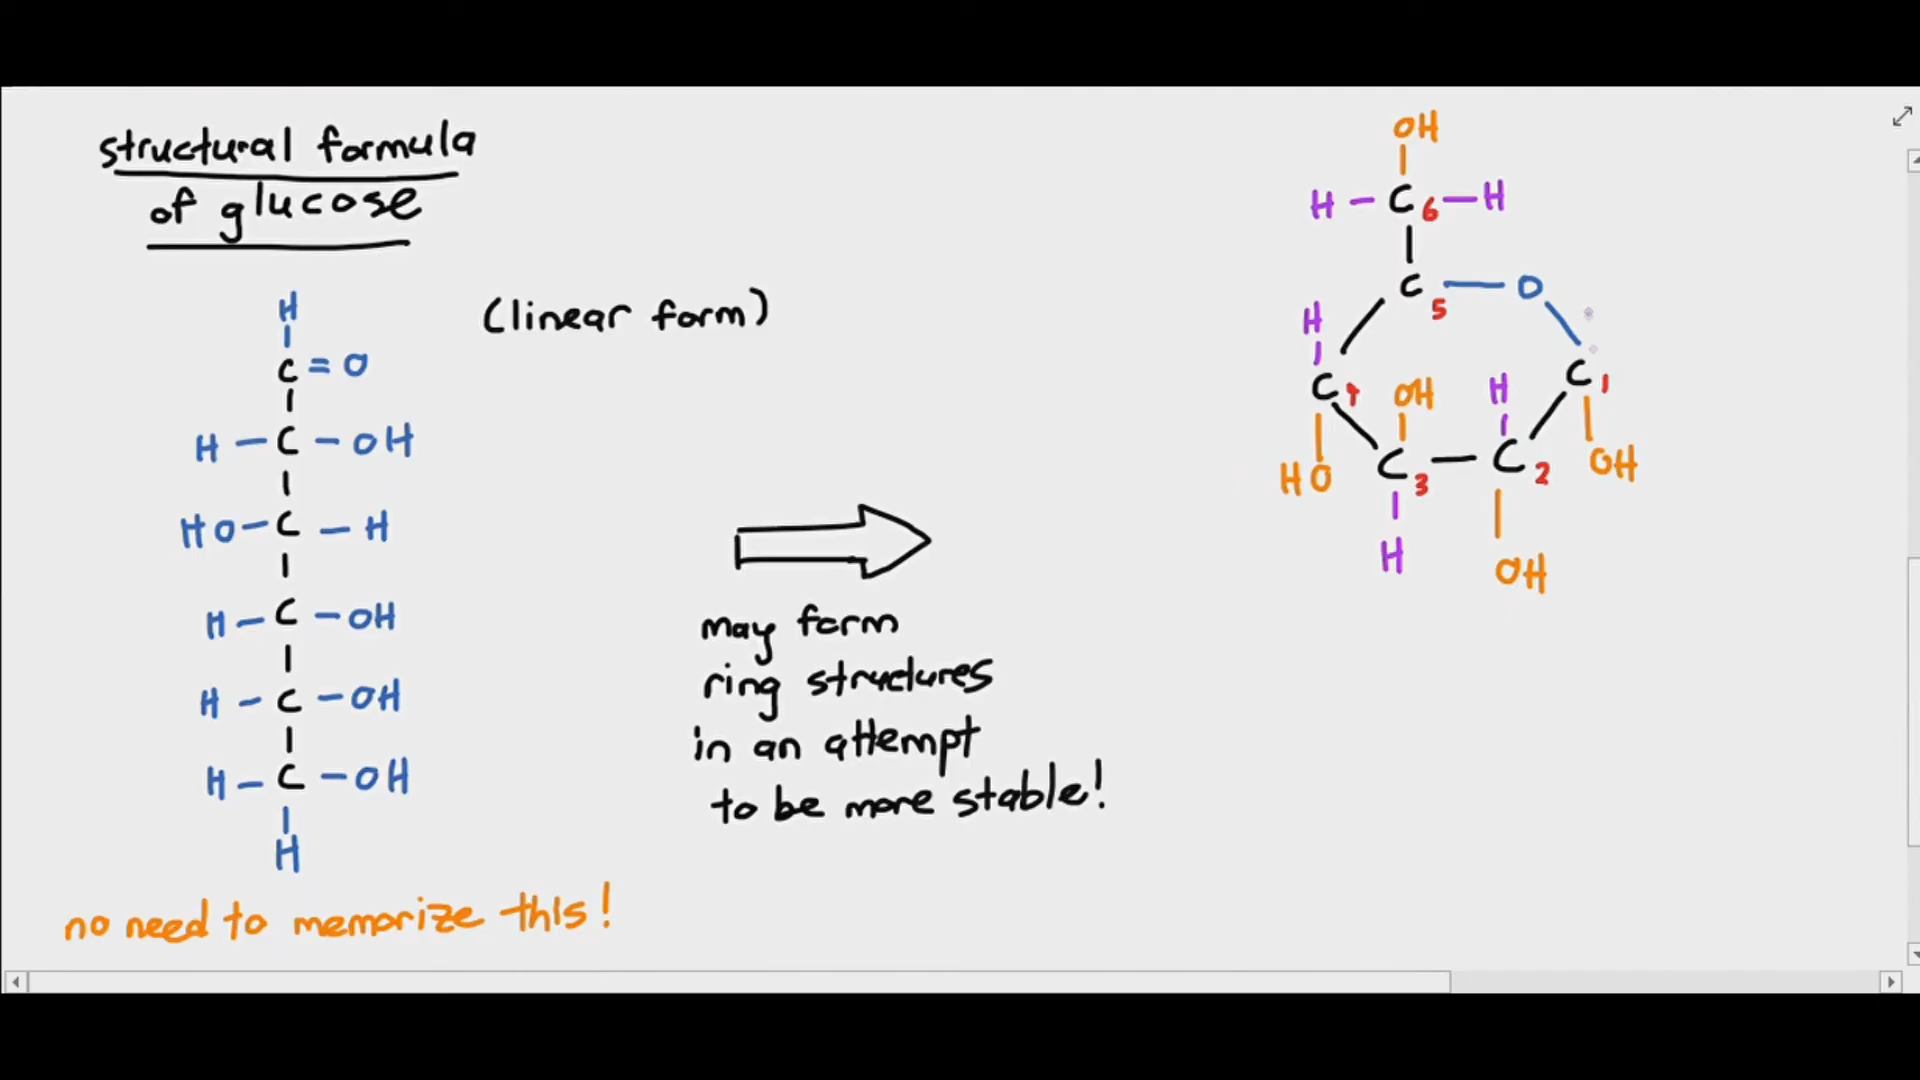 structural formula
of glucose
(linear form)
H
C = O
H - C - OH
HO - C - H
H - C - OH
H - C - OH
H - C - OH
H
no need to memorize this!
may form
ring structures
in an attempt
to be more stable!
OH
H - C6 - H
C5 - O
H
C4 OH H C1
HO C3 - C2 OH
H OH